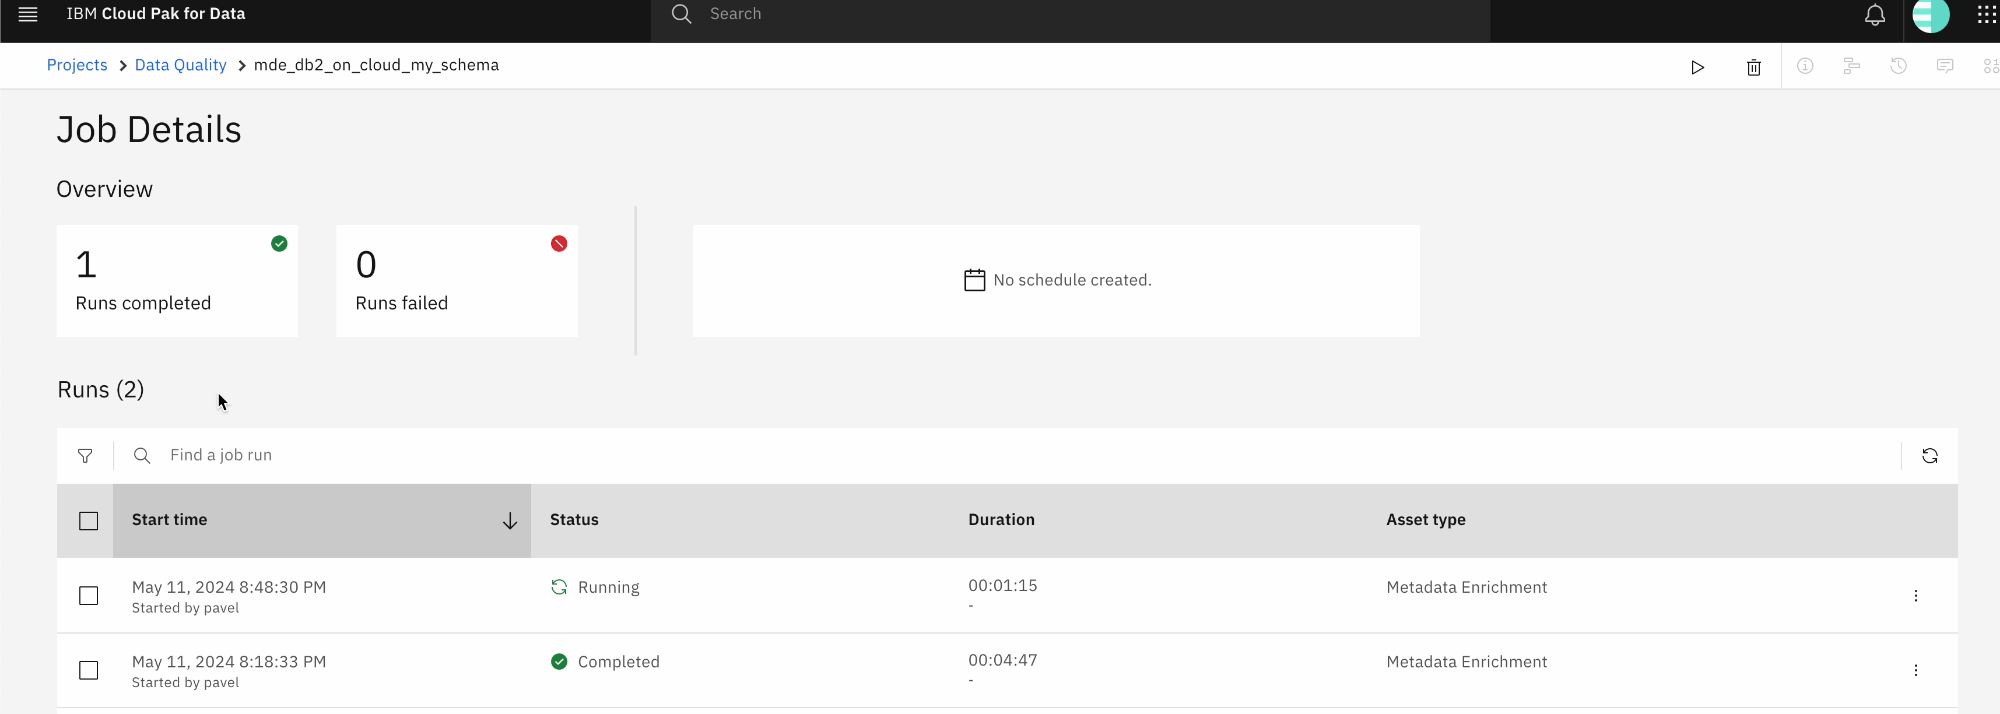 IBM Cloud Pak for Data
Search
Projects > Data Quality > mde_db2_on_cloud_my_schema
Job Details
Overview
1
Runs completed
0
Runs failed
No schedule created.
Runs (2)
Find a job run
Start time Status Duration Asset type
May 11, 2024 8:48:30 PM Running 00:01:15 Metadata Enrichment
Started by pavel -
May 11, 2024 8:18:33 PM Completed 00:04:47 Metadata Enrichment
Started by pavel -